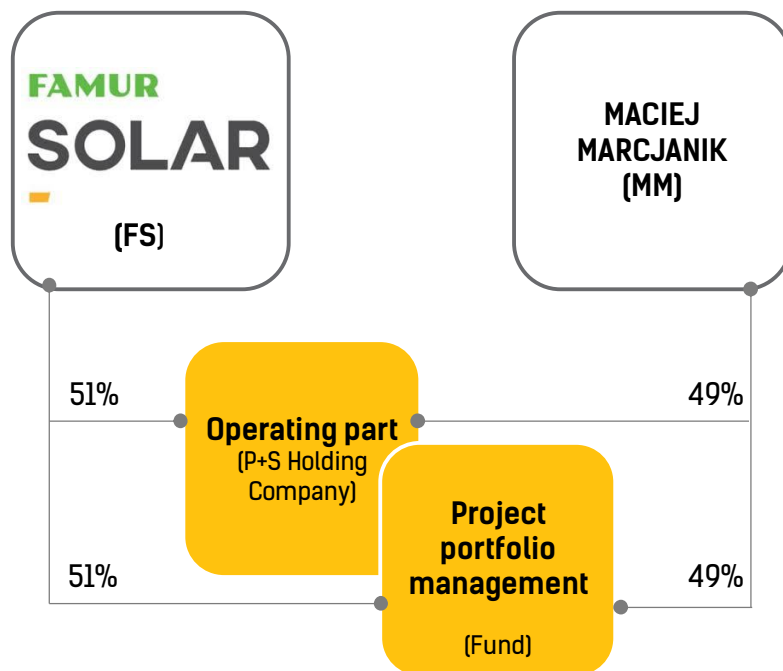 FAMUR
SOLAR
(FS)
MACIEJ
MARCJANIK
(MM)
51%
49%
Operating part
(P+S Holding
Company)
Project
portfolio
management
51%
49%
(Fund)